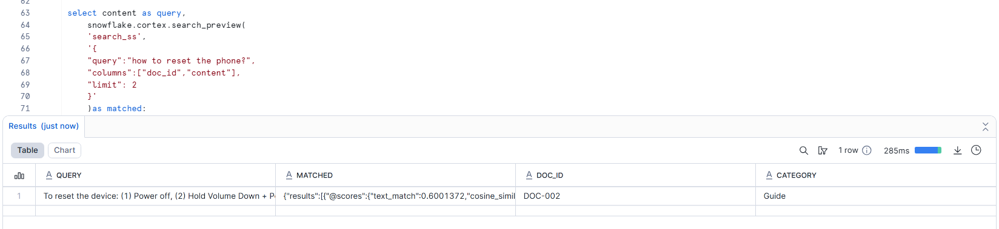 62
63 select content as query,
64 snowflake.cortex.search_preview(
65 'search_ss',
66 '{
67 "query":"how to reset the phone?",
68 "columns":["doc_id","content"],
69 "limit": 2
70 }'
71 )as matched:
Results (just now)
Table Chart 1 row 285ms
A QUERY A MATCHED A DOC_ID A CATEGORY
1 To reset the device: (1) Power off, (2) Hold Volume Down + P {"results":[{"@scores":{"text_match":0.6001372,"cosine_simil DOC-002 Guide